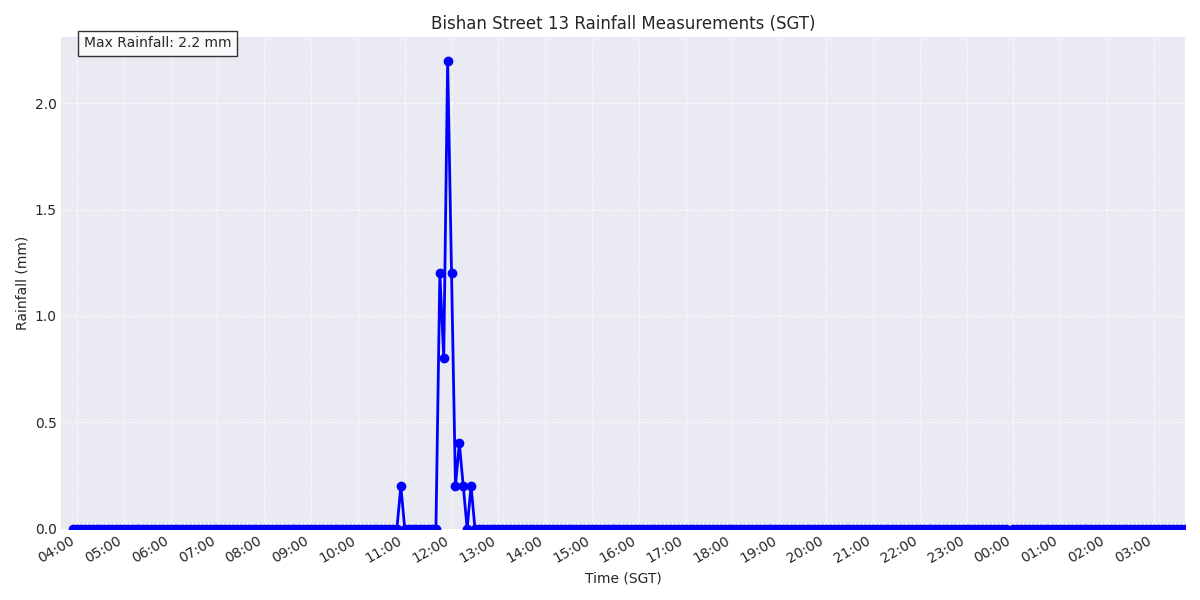 Bishan Street 13 Rainfall Measurements (SGT)
Max Rainfall: 2.2 mm
Rainfall (mm)
2.0
1.5
1.0
0.5
0.0
04:00 05:00 06:00 07:00 08:00 09:00 10:00 11:00 12:00 13:00 14:00 15:00 16:00 17:00 18:00 19:00 20:00 21:00 22:00 23:00 00:00 01:00 02:00 03:00
Time (SGT)